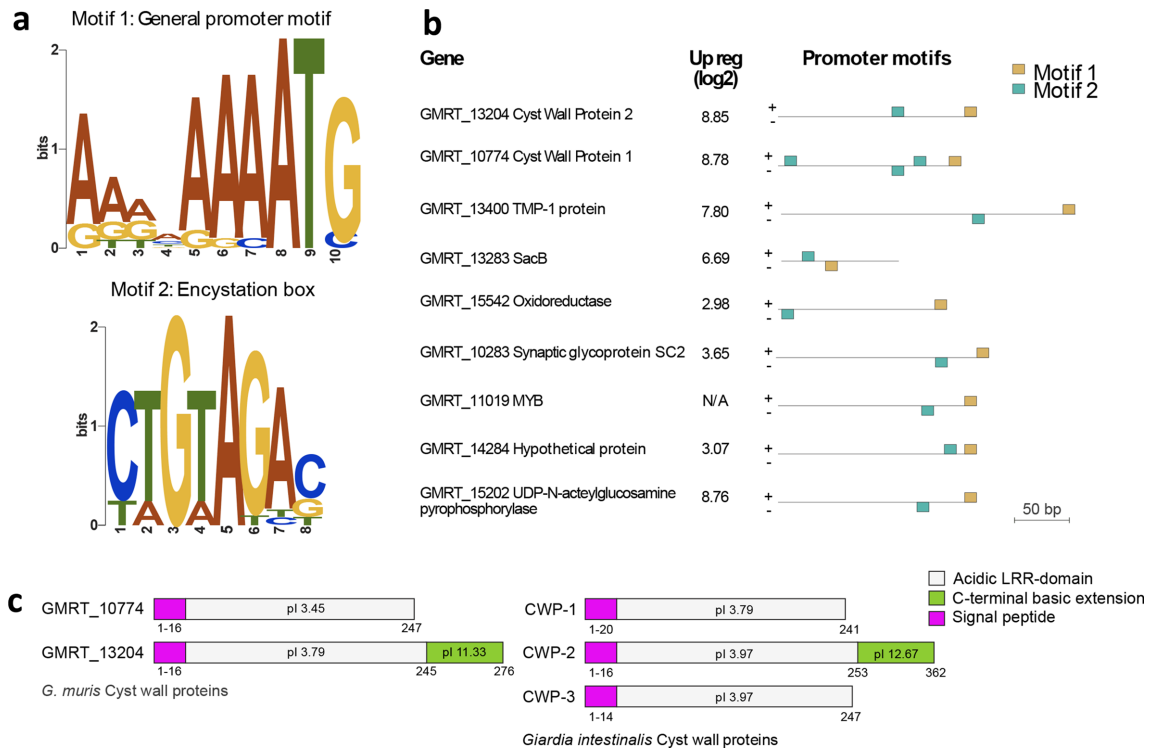 a
Motif 1: General promoter motif
2
1
0
bits
1 2 3 4 5 6 7 8 9 10
AAAAAAAATG
Motif 2: Encystation box
2
1
0
bits
1 2 3 4 5 6 7 8
CTGTAGAC
b
Gene
Up reg
(log2)
Promoter motifs
Motif 1
Motif 2
GMRT_13204 Cyst Wall Protein 2 8.85 + -
GMRT_10774 Cyst Wall Protein 1 8.78 + -
GMRT_13400 TMP-1 protein 7.80 + -
GMRT_13283 SacB 6.69 + -
GMRT_15542 Oxidoreductase 2.98 + -
GMRT_10283 Synaptic glycoprotein SC2 3.65 + -
GMRT_11019 MYB N/A + -
GMRT_14284 Hypothetical protein 3.07 + -
GMRT_15202 UDP-N-acteylglucosamine
pyrophosphorylase 8.76 + -
50 bp
c
Acidic LRR-domain
C-terminal basic extension
Signal peptide
GMRT_10774 pI 3.45
1-16 247
GMRT_13204 pI 3.79 pI 11.33
1-16 245 276
G. muris Cyst wall proteins
CWP-1 pI 3.79
1-20 241
CWP-2 pI 3.97 pI 12.67
1-16 253 362
CWP-3 pI 3.97
1-14 247
Giardia intestinalis Cyst wall proteins